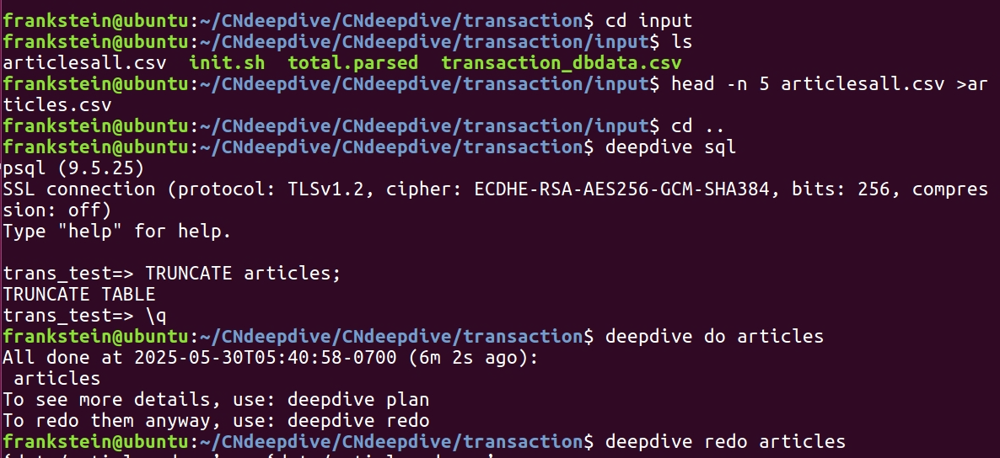 frankstein@ubuntu:~/CNdeepdive/CNdeepdive/transaction$ cd input
frankstein@ubuntu:~/CNdeepdive/CNdeepdive/transaction/input$ ls
articlesall.csv  init.sh  total.parsed  transaction_dbdata.csv
frankstein@ubuntu:~/CNdeepdive/CNdeepdive/transaction/input$ head -n 5 articlesall.csv >ar
ticles.csv
frankstein@ubuntu:~/CNdeepdive/CNdeepdive/transaction/input$ cd ..
frankstein@ubuntu:~/CNdeepdive/CNdeepdive/transaction$ deepdive sql
psql (9.5.25)
SSL connection (protocol: TLSv1.2, cipher: ECDHE-RSA-AES256-GCM-SHA384, bits: 256, compres
sion: off)
Type "help" for help.

trans_test=> TRUNCATE articles;
TRUNCATE TABLE
trans_test=> \q
frankstein@ubuntu:~/CNdeepdive/CNdeepdive/transaction$ deepdive do articles
All done at 2025-05-30T05:40:58-0700 (6m 2s ago):
 articles
To see more details, use: deepdive plan
To redo them anyway, use: deepdive redo
frankstein@ubuntu:~/CNdeepdive/CNdeepdive/transaction$ deepdive redo articles